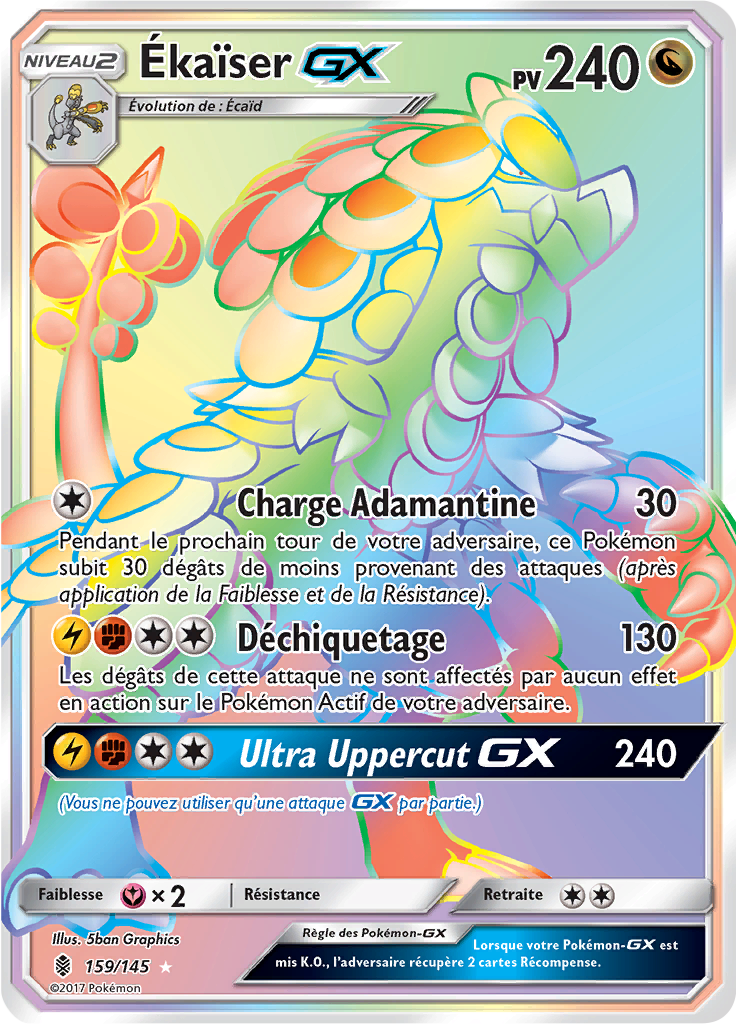 NIVEAU 2
Ékaïser GX
PV 240
Évolution de : Écaïd
Charge Adamantine 30
Pendant le prochain tour de votre adversaire, ce Pokémon
subit 30 dégâts de moins provenant des attaques (après
application de la Faiblesse et de la Résistance).
Déchiquetage 130
Les dégâts de cette attaque ne sont affectés par aucun effet
en action sur le Pokémon Actif de votre adversaire.
Ultra Uppercut GX 240
(Vous ne pouvez utiliser qu'une attaque GX par partie.)
Faiblesse × 2 Résistance Retraite
Illus. 5ban Graphics
159/145
©2017 Pokémon
Règle des Pokémon-GX
Lorsque votre Pokémon-GX est
mis K.O., l'adversaire récupère 2 cartes Récompense.